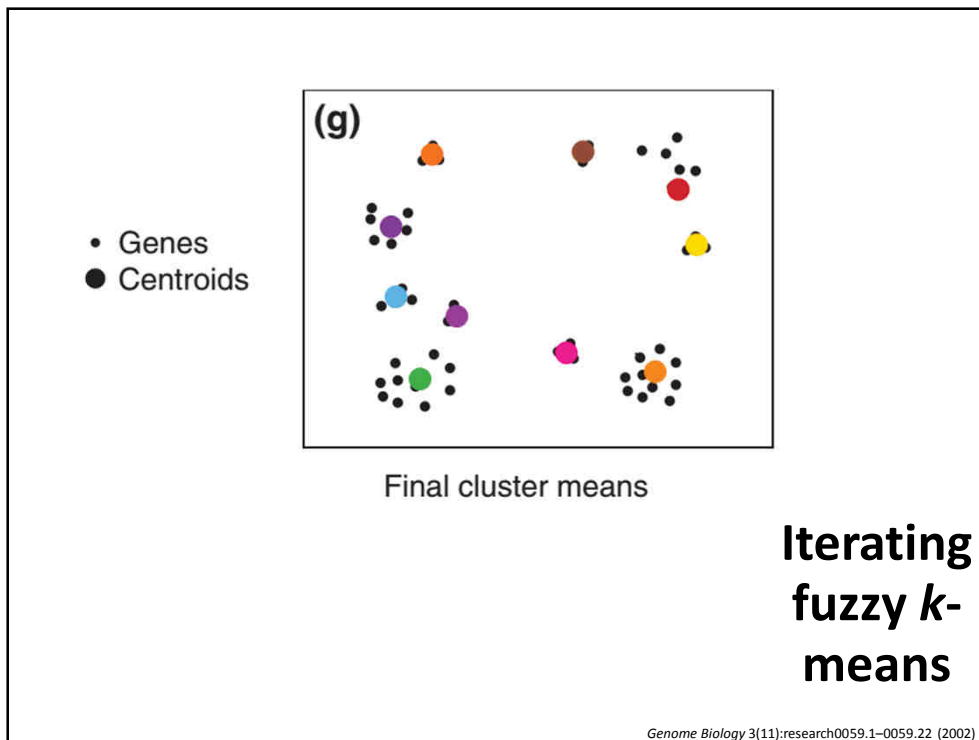 (g)
Genes
Centroids
Final cluster means
Iterating
fuzzy k-
means
Genome Biology 3(11):research0059.1–0059.22 (2002)